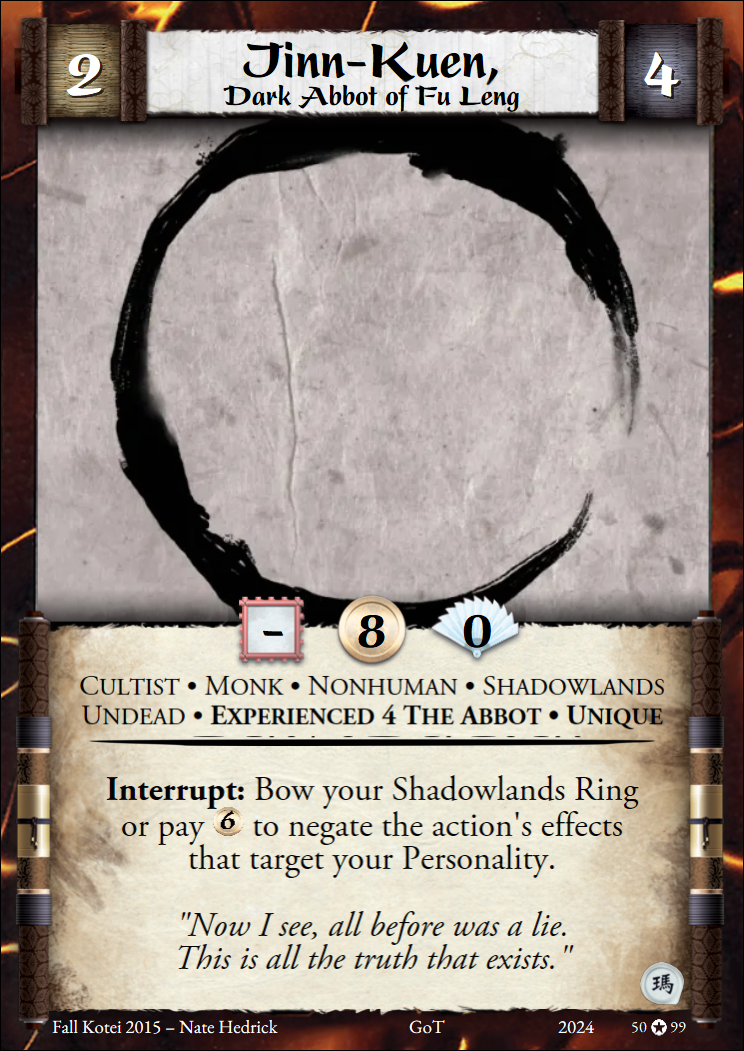 2
Jinn-Kuen,
Dark Abbot of Fu Leng
4
- 8 0
Cultist • Monk • Nonhuman • Shadowlands
Undead • Experienced 4 The Abbot • Unique
Interrupt: Bow your Shadowlands Ring
or pay 6 to negate the action's effects
that target your Personality.
"Now I see, all before was a lie.
This is all the truth that exists."
瑪
Fall Kotei 2015 – Nate Hedrick GoT 2024 50 ✪ 99